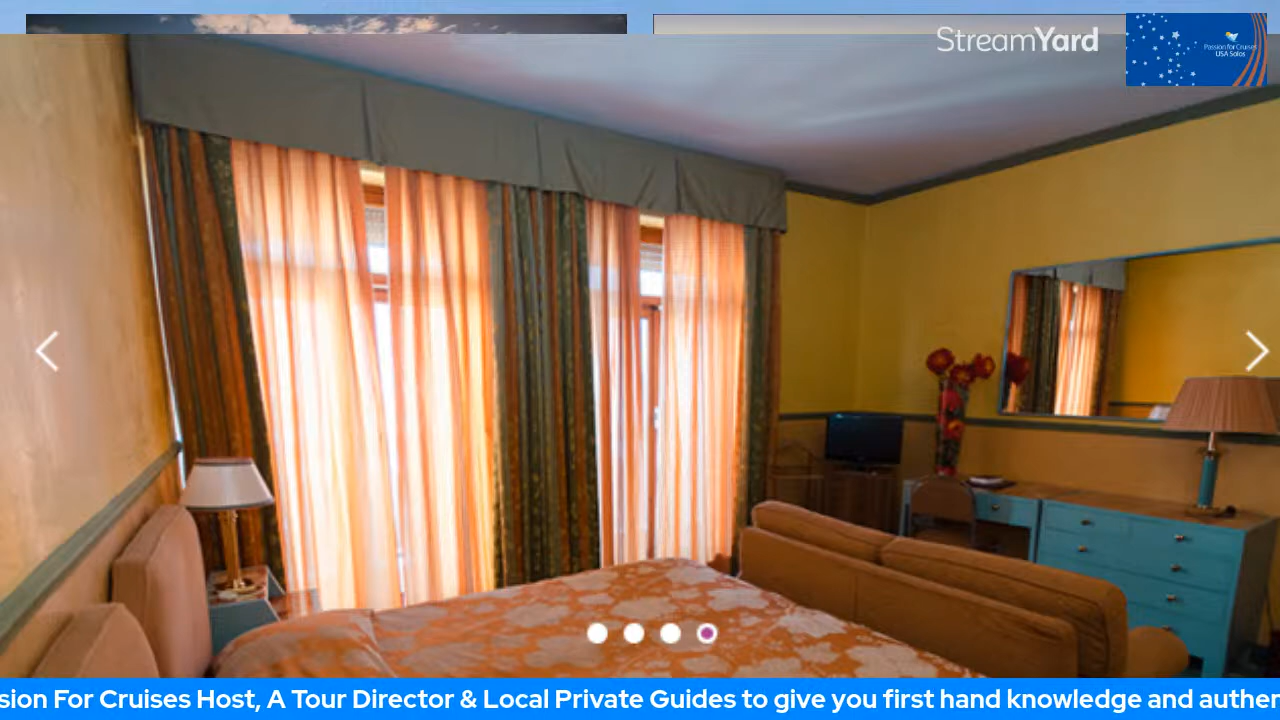 StreamYard
Passion for Cruises
USA Solos
sion For Cruises Host, A Tour Director & Local Private Guides to give you first hand knowledge and authen